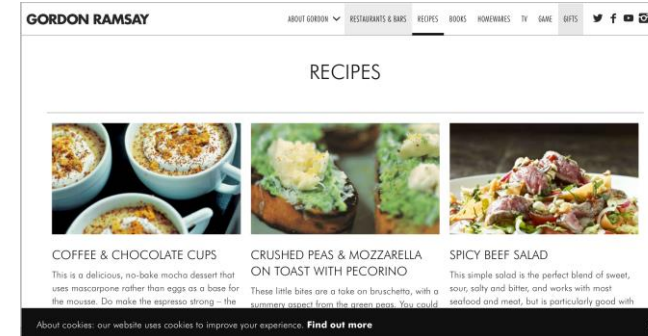 GORDON RAMSAY
ABOUT GORDON RESTAURANTS & BARS RECIPES BOOKS HOMEWARES TV GAME GIFTS
RECIPES
COFFEE & CHOCOLATE CUPS
This is a delicious, no-bake mocha dessert that
uses mascarpone rather than eggs as a base for
the mousse. Do make the espresso strong – the
CRUSHED PEAS & MOZZARELLA
ON TOAST WITH PECORINO
These little bites are a take on bruschetta, with a
summery aspect from the green peas. You could
SPICY BEEF SALAD
This simple salad is the perfect blend of sweet,
sour, salty and bitter, and works with most
seafood and meat, but is particularly good with
About cookies: our website uses cookies to improve your experience. Find out more